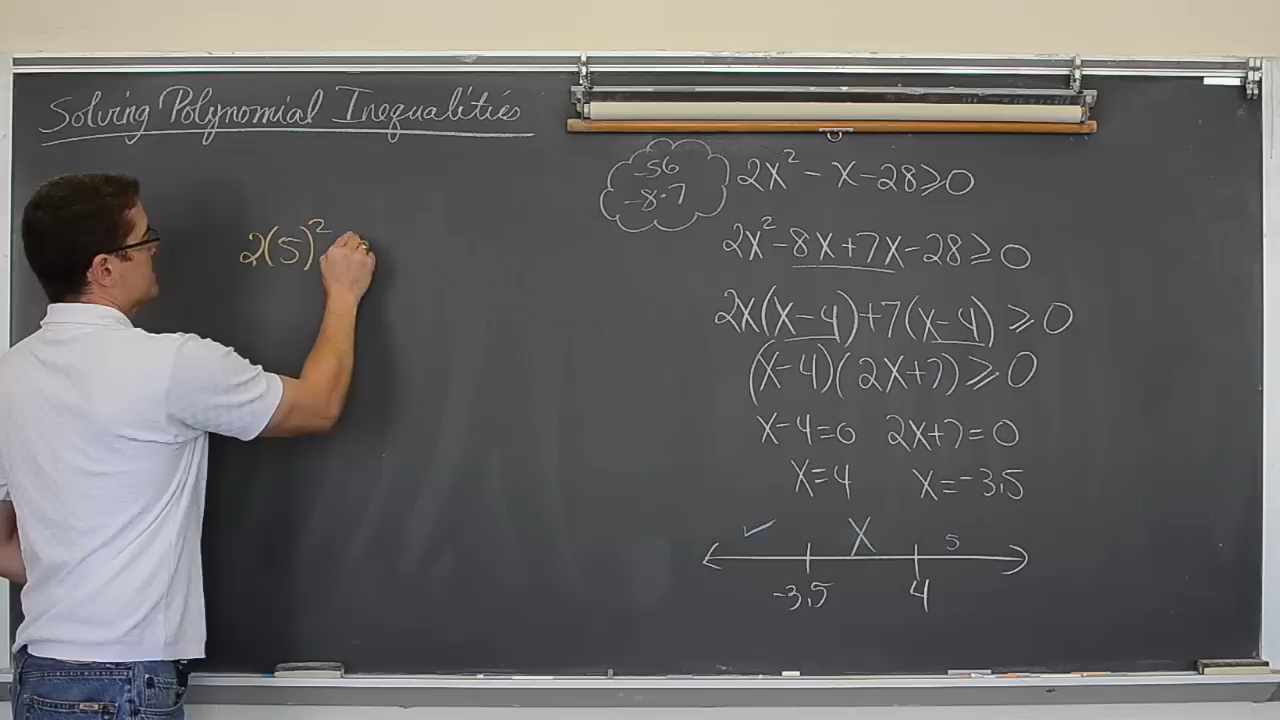 Solving Polynomial Inequalities
2(5)²
-56
-8·7
2x² - x - 28 ≥ 0
2x² - 8x + 7x - 28 ≥ 0
2x(x-4) + 7(x-4) ≥ 0
(x-4)(2x+7) ≥ 0
x-4=0 2x+7=0
x=4 x=-3.5
✓ X 5
-3.5 4